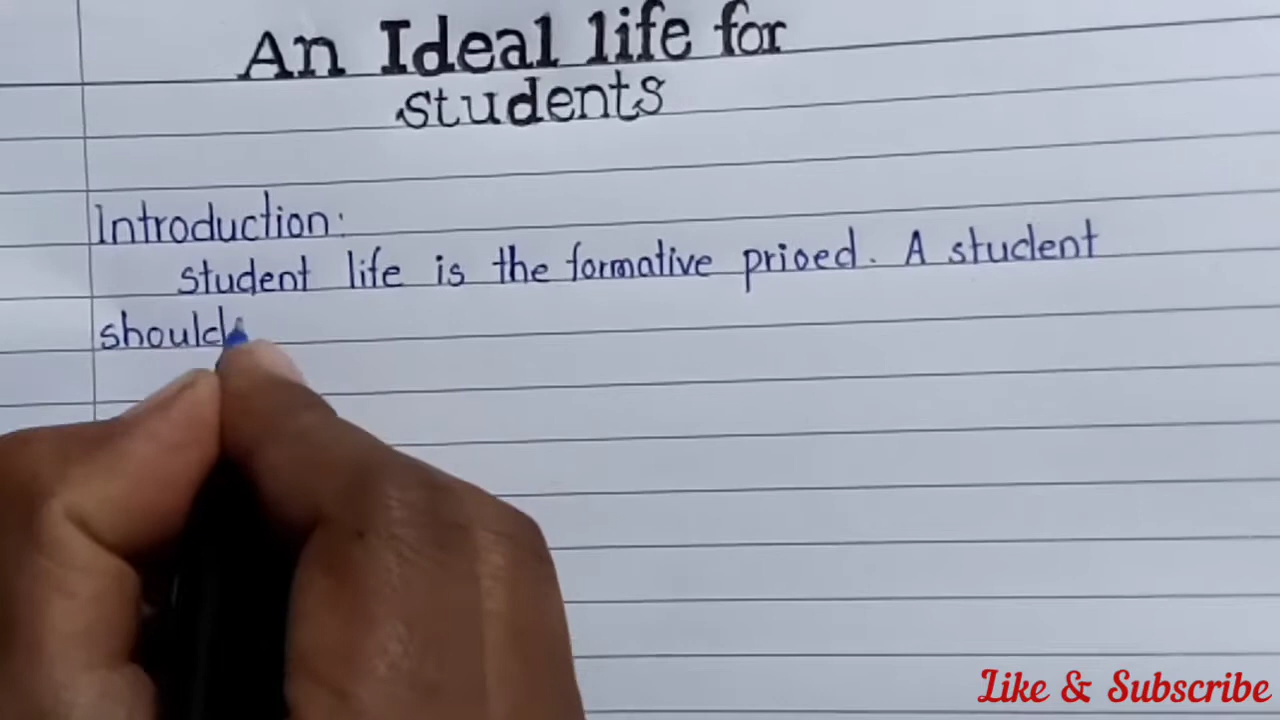 An Ideal life for
students
Introduction:
student life is the formative prioed. A student
should
Like & Subscribe